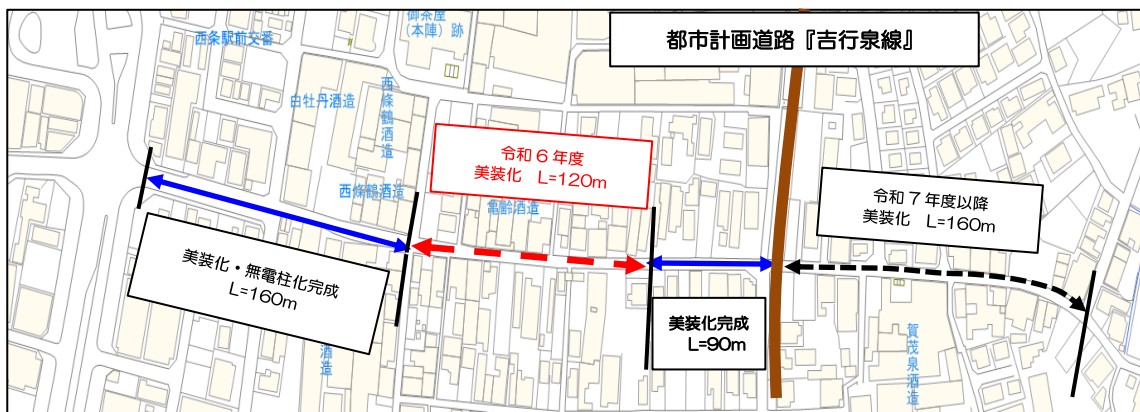 御茶屋
(本陣)跡
西条駅前交番
都市計画道路『吉行泉線』
白牡丹酒造
西條鶴酒造
令和６年度
美装化　L=120m
西條鶴酒造
亀齢酒造
令和７年度以降
美装化　L=160m
美装化・無電柱化完成
L=160m
美装化完成
L=90m
賀茂泉酒造
酒造